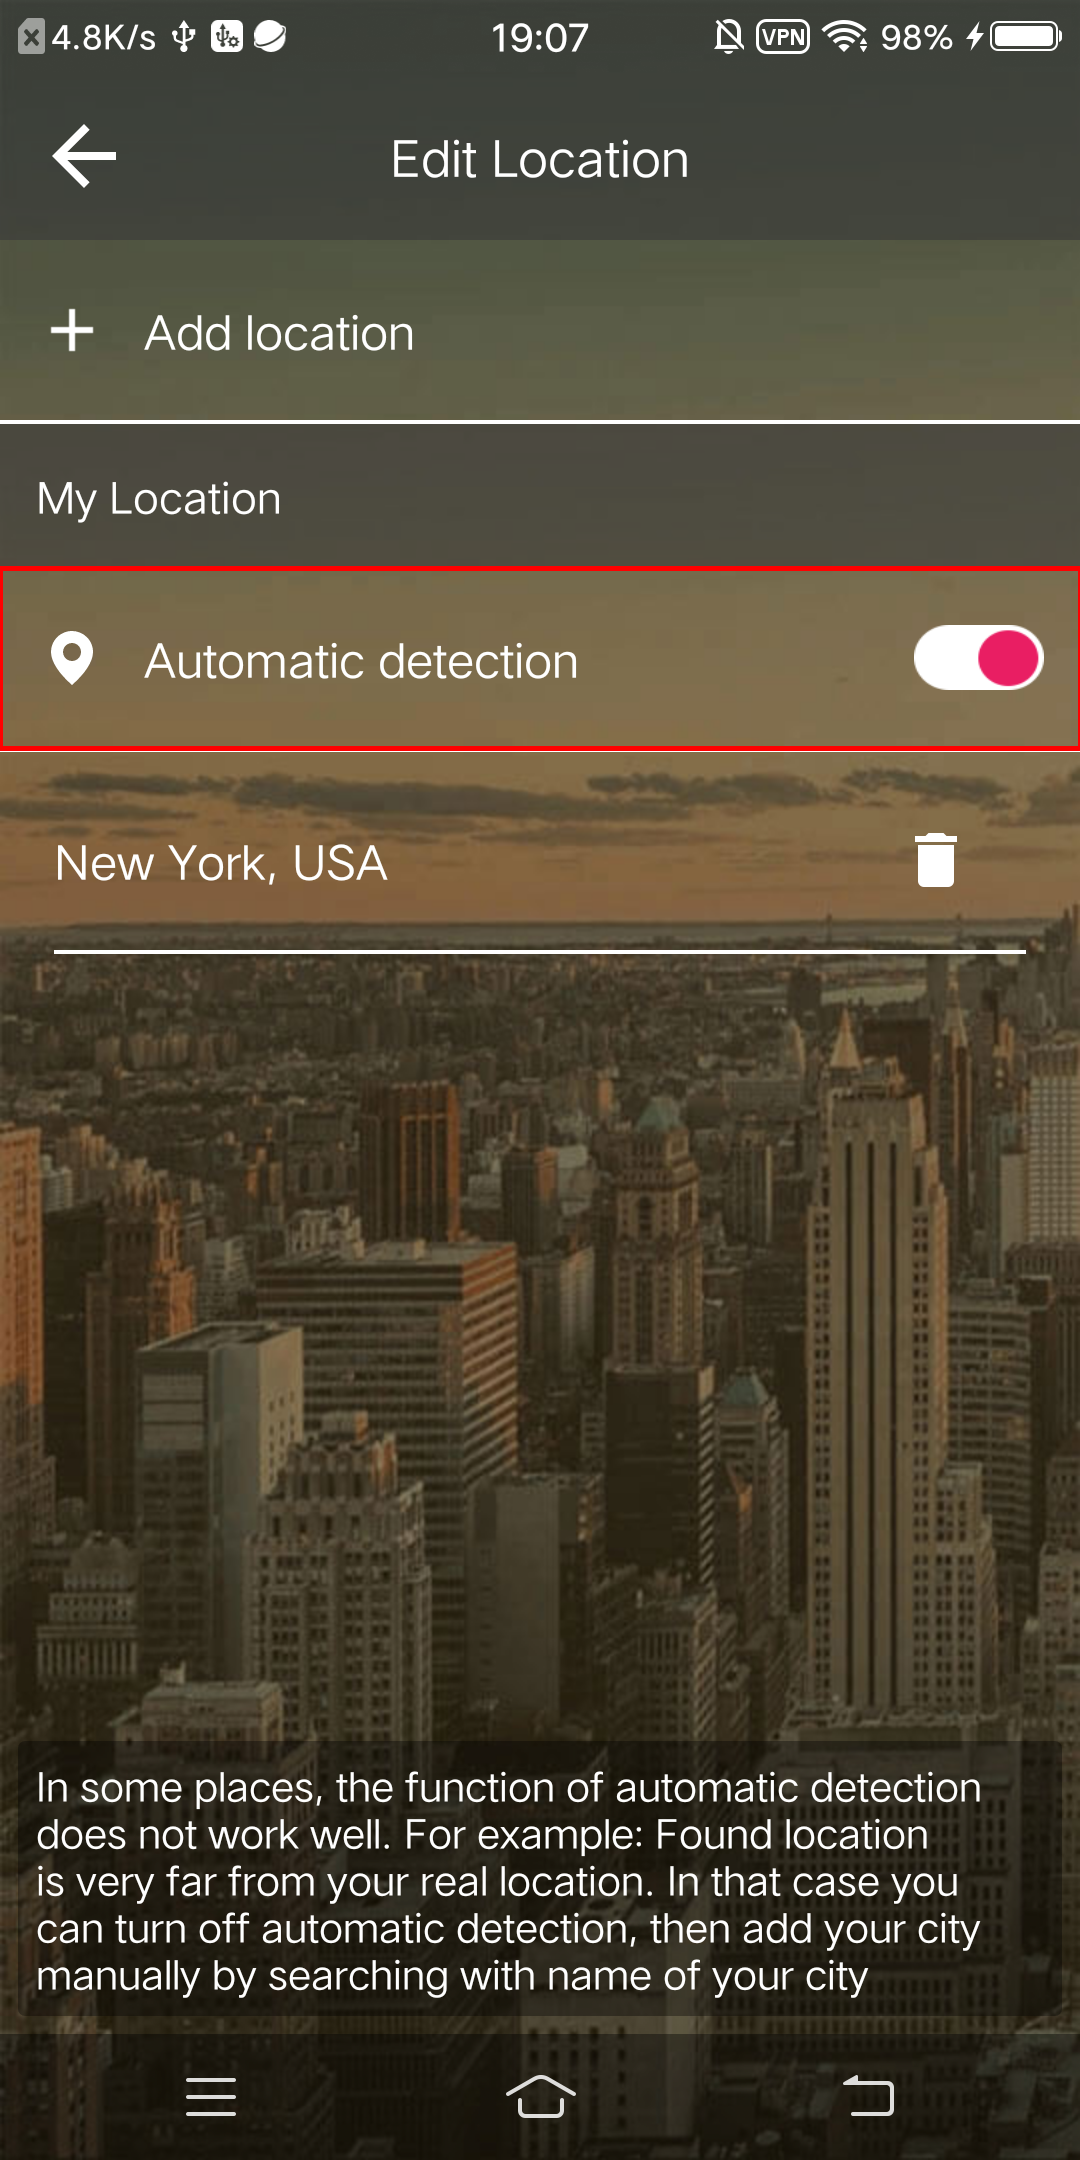 4.8K/s 19:07 VPN 98%
Edit Location
Add location
My Location
Automatic detection
New York, USA
In some places, the function of automatic detection
does not work well. For example: Found location
is very far from your real location. In that case you
can turn off automatic detection, then add your city
manually by searching with name of your city